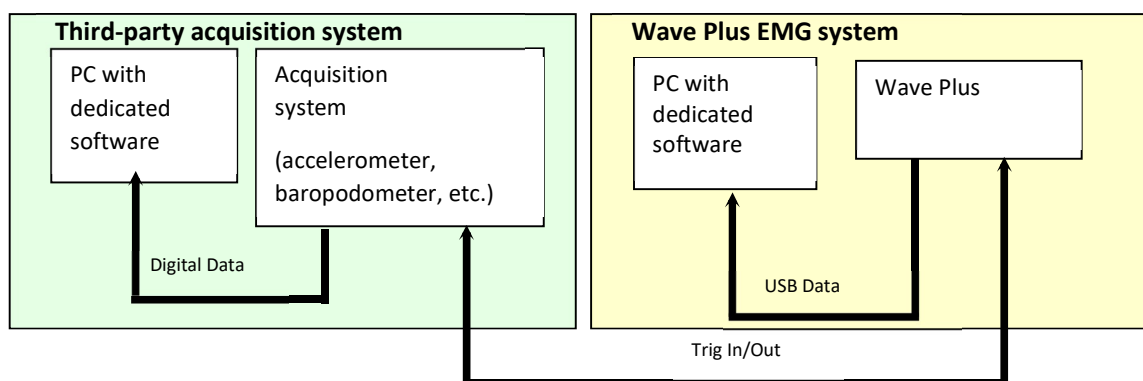 Third-party acquisition system
PC with
dedicated
software
Acquisition
system
(accelerometer,
baropodometer, etc.)
Digital Data
Wave Plus EMG system
PC with
dedicated
software
Wave Plus
USB Data
Trig In/Out